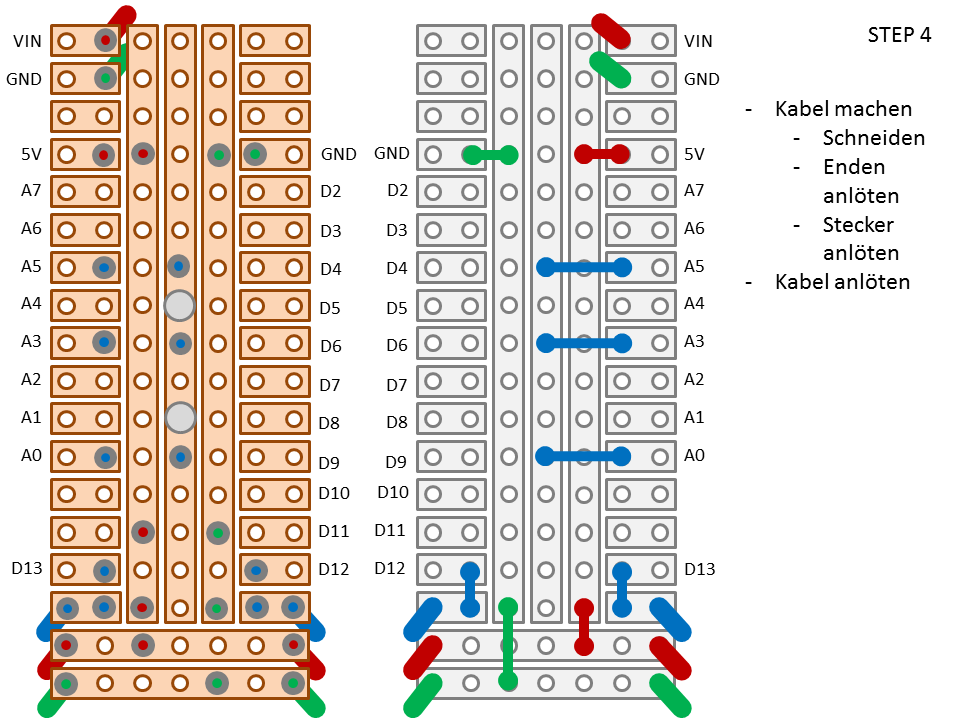 STEP 4
VIN VIN
GND GND
5V GND GND 5V
A7 D2 D2 A7
A6 D3 D3 A6
A5 D4 D4 A5
A4 D5 D5 A4
A3 D6 D6 A3
A2 D7 D7 A2
A1 D8 D8 A1
A0 D9 D9 A0
D10 D10
D11 D11
D13 D12 D12 D13
- Kabel machen
- Schneiden
- Enden
anlöten
- Stecker
anlöten
- Kabel anlöten